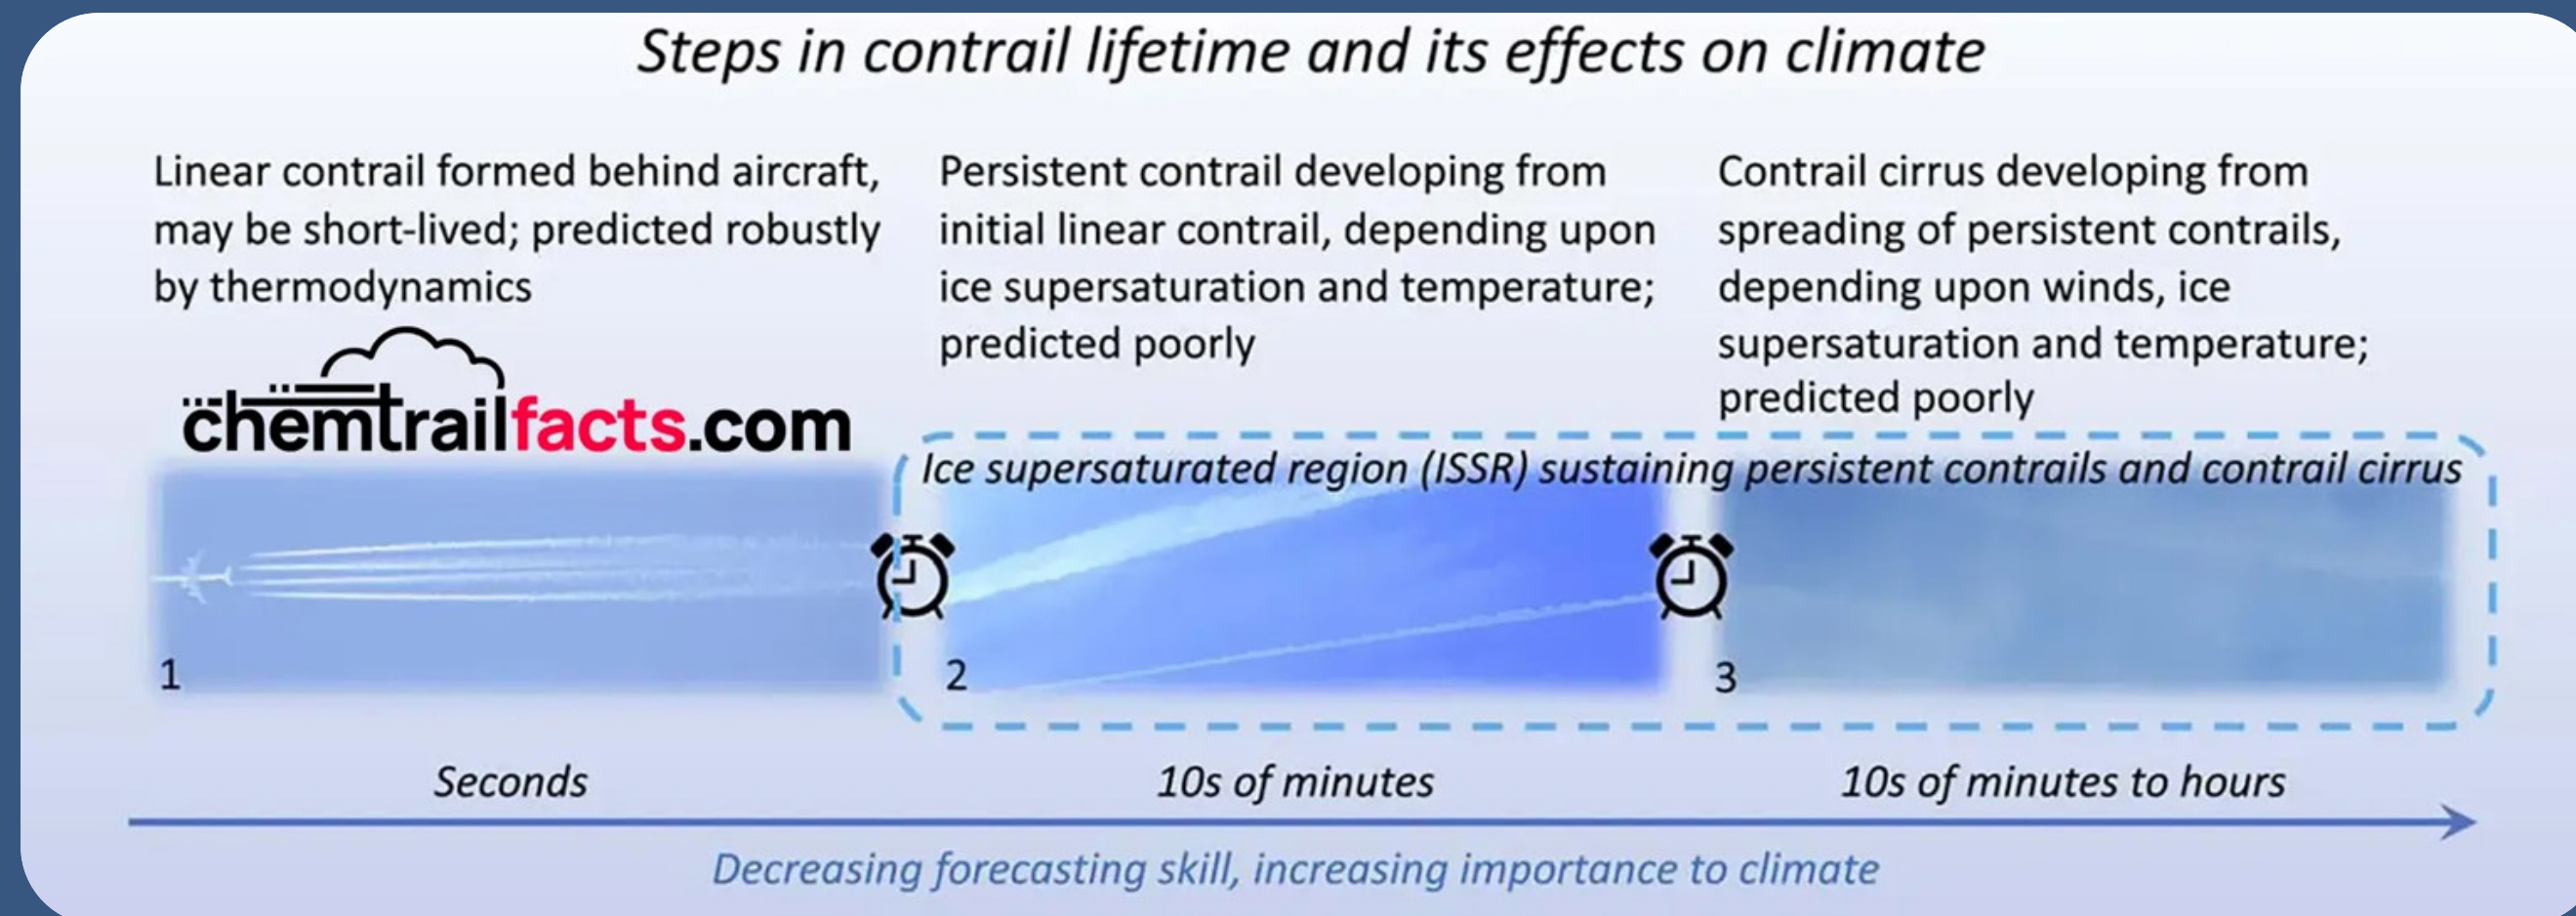 Steps in contrail lifetime and its effects on climate
Linear contrail formed behind aircraft,
may be short-lived; predicted robustly
by thermodynamics
Persistent contrail developing from
initial linear contrail, depending upon
ice supersaturation and temperature;
predicted poorly
Contrail cirrus developing from
spreading of persistent contrails,
depending upon winds, ice
supersaturation and temperature;
predicted poorly
chemtrailfacts.com
Ice supersaturated region (ISSR) sustaining persistent contrails and contrail cirrus
1
2
3
Seconds
10s of minutes
10s of minutes to hours
Decreasing forecasting skill, increasing importance to climate